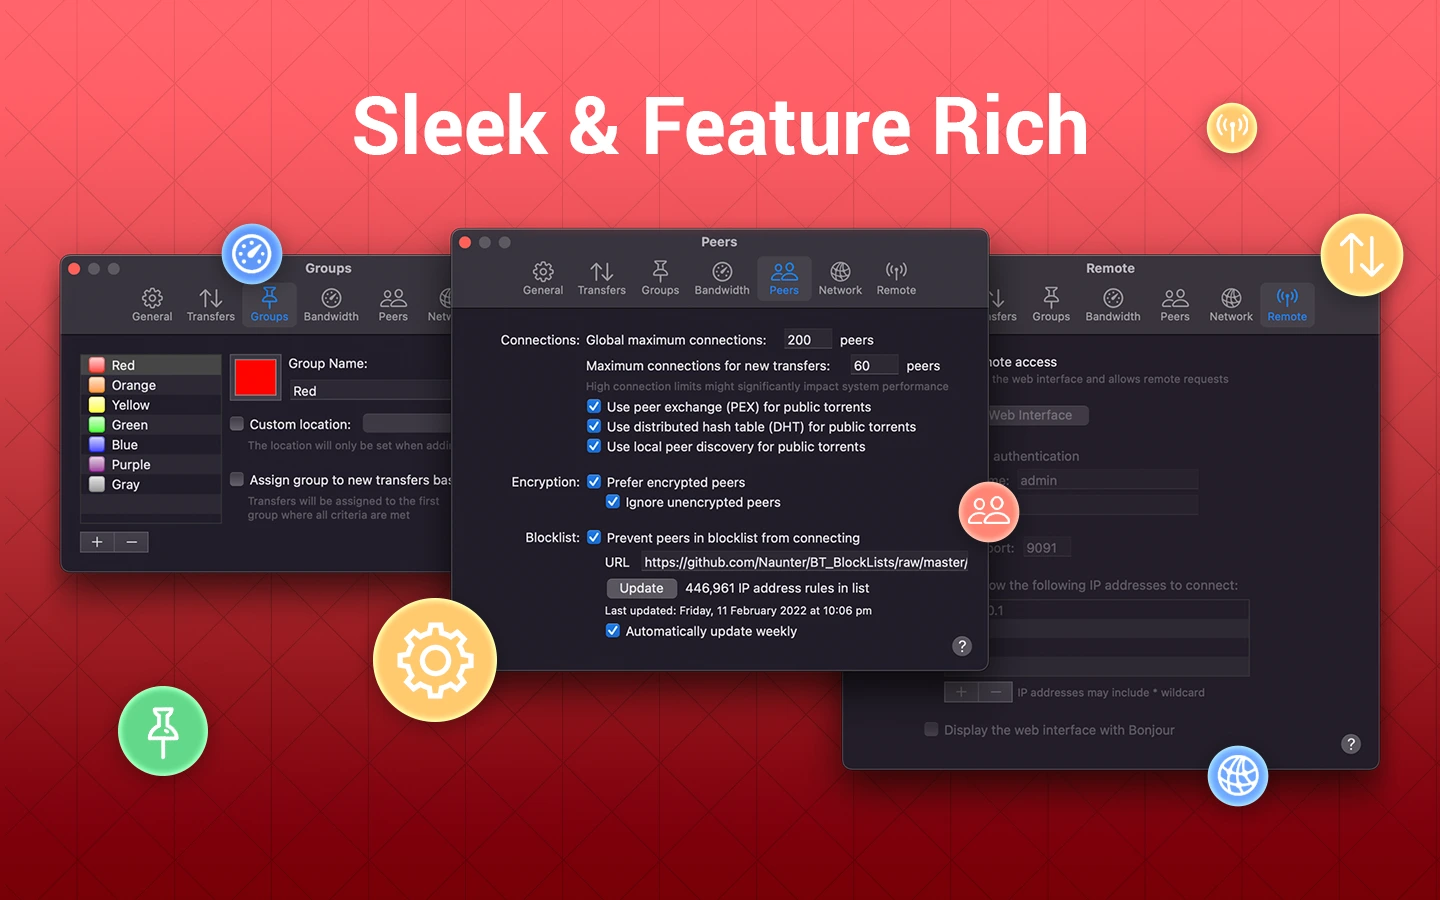 Sleek & Feature Rich
Groups
General Transfers Groups Bandwidth Peers
Red
Orange
Yellow
Green
Blue
Purple
Gray
Group Name:
Red
Custom location:
The location will only be set when
Assign group to new transfers
Transfers will be assigned to the first
group where all criteria are met
+ −
Peers
General Transfers Groups Bandwidth Peers Network Remote
Connections: Global maximum connections: 200 peers
Maximum connections for new transfers: 60 peers
High connection limits might significantly impact system performance
Use peer exchange (PEX) for public torrents
Use distributed hash table (DHT) for public torrents
Use local peer discovery for public torrents
Encryption: Prefer encrypted peers
Ignore unencrypted peers
Blocklist: Prevent peers in blocklist from connecting
URL https://github.com/Naunter/BT_BlockLists/raw/master/
Update 446,961 IP address rules in list
Last updated: Friday, 11 February 2022 at 10:06 pm
Automatically update weekly
?
Remote
Groups Bandwidth Peers Network Remote
access
the web interface and allows remote requests
Web Interface
authentication
admin
9091
the following IP addresses to connect:
0.1
+ − IP addresses may include * wildcard
Display the web interface with Bonjour
?